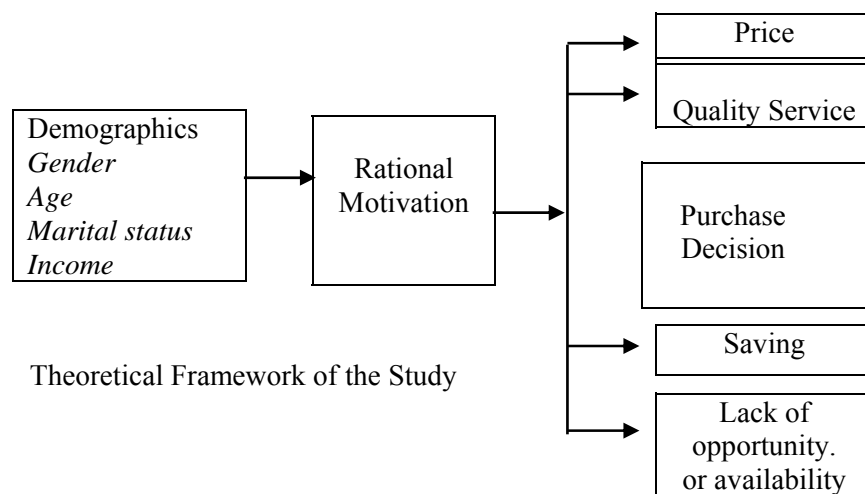 Demographics
Gender
Age
Marital status
Income
Rational
Motivation
Price
Quality Service
Purchase
Decision
Saving
Lack of
opportunity.
or availability
Theoretical Framework of the Study